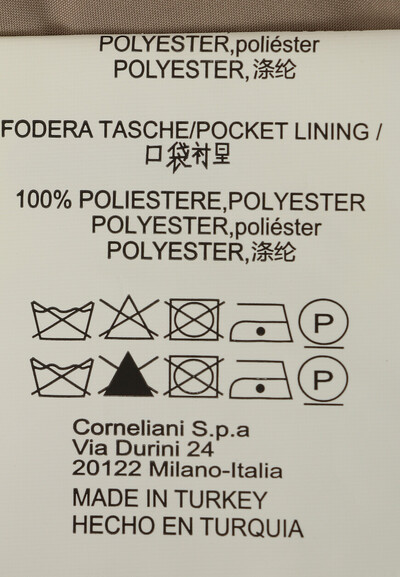 POLYESTER,poliéster
POLYESTER,涤纶
FODERA TASCHE/POCKET LINING /
口袋衬里
100% POLIESTERE,POLYESTER
POLYESTER,poliéster
POLYESTER,涤纶
P
P
Corneliani S.p.a
Via Durini 24
20122 Milano-Italia
MADE IN TURKEY
HECHO EN TURQUIA